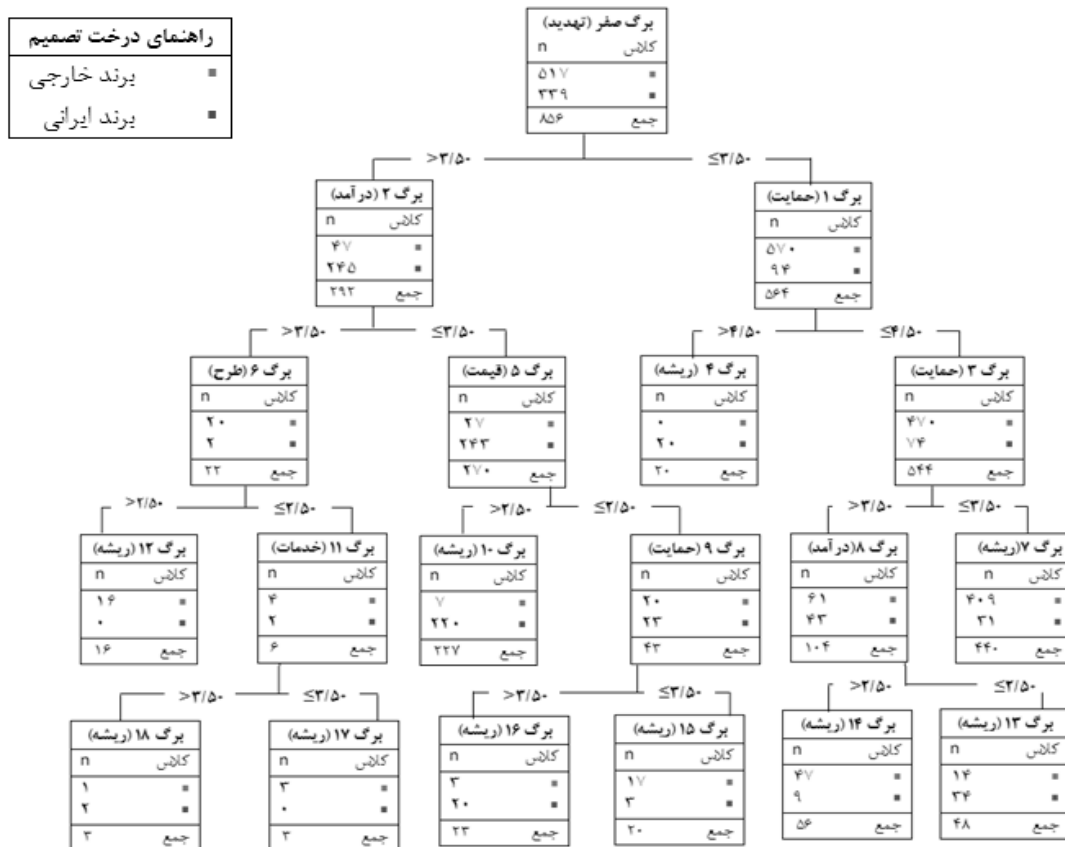 راهنمای درخت تصمیم
برند خارجی
برند ایرانی
برگ صفر (تهدید)
کلاس n
۵۱۷
۳۳۹
جمع ۸۵۶
>۳/۵۰
≤۳/۵۰
برگ ۲ (درآمد)
کلاس n
۴۷
۲۴۵
جمع ۲۹۲
برگ ۱ (حمایت)
کلاس n
۵۷۰
۹۴
جمع ۵۶۴
>۳/۵۰
≤۳/۵۰
>۴/۵۰
≤۴/۵۰
برگ ۶ (طرح)
کلاس n
۲۰
۲
جمع ۲۲
برگ ۵ (قیمت)
کلاس n
۲۷
۲۴۳
جمع ۲۷۰
برگ ۴ (ریشه)
کلاس n
۰
۲۰
جمع ۲۰
برگ ۳ (حمایت)
کلاس n
۴۷۰
۷۴
جمع ۵۴۴
>۲/۵۰
≤۲/۵۰
>۲/۵۰
≤۲/۵۰
>۳/۵۰
≤۳/۵۰
برگ ۱۲ (ریشه)
کلاس n
۱۶
۰
جمع ۱۶
برگ ۱۱ (خدمات)
کلاس n
۴
۲
جمع ۶
برگ ۱۰ (ریشه)
کلاس n
۷
۲۲۰
جمع ۲۲۷
برگ ۹ (حمایت)
کلاس n
۲۰
۲۳
جمع ۴۳
برگ ۸(درآمد)
کلاس n
۶۱
۴۳
جمع ۱۰۴
برگ ۷(ریشه)
کلاس n
۴۰۹
۳۱
جمع ۴۴۰
>۳/۵۰
≤۳/۵۰
>۳/۵۰
≤۳/۵۰
>۲/۵۰
≤۲/۵۰
برگ ۱۸ (ریشه)
کلاس n
۱
۲
جمع ۳
برگ ۱۷ (ریشه)
کلاس n
۳
۰
جمع ۳
برگ ۱۶ (ریشه)
کلاس n
۳
۲۰
جمع ۲۳
برگ ۱۵ (ریشه)
کلاس n
۱۷
۳
جمع ۲۰
برگ ۱۴ (ریشه)
کلاس n
۴۷
۹
جمع ۵۶
برگ ۱۳ (ریشه)
کلاس n
۱۴
۳۴
جمع ۴۸